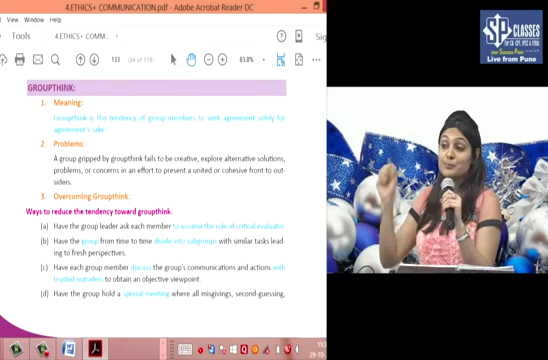 4.ETHICS+ COMMUNICATION.pdf - Adobe Acrobat Reader DC
View Window Help
Tools
4.ETHICS+ COMM...
133
(84 of 119)
83.8%
GROUPTHINK:
1. Meaning:
Groupthink is the tendency of group members to seek agreement solely for
agreement's sake
2. Problems:
A group gripped by groupthink fails to be creative, explore alternative solutions,
problems, or concerns in an effort to present a united or cohesive front to out-
siders.
3. Overcoming Groupthink:
Ways to reduce the tendency toward groupthink.
(a) Have the group leader ask each member to assume the role of critical evaluator.
(b) Have the group from time to time divide into subgroups with similar tasks lead-
ing to fresh perspectives.
(c) Have each group member discuss the group's communications and actions with
trusted outsiders to obtain an objective viewpoint.
(d) Have the group hold a special meeting where all misgivings, second-guessing,
SP CLASSES
FOR CA- CPT, IPCC & FINAL
Live from Pune